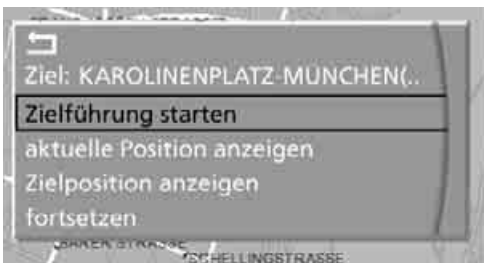 Ziel: KAROLINENPLATZ-MÜNCHEN(..
Zielführung starten
aktuelle Position anzeigen
Zielposition anzeigen
fortsetzen
SCHELLINGSTRASSE